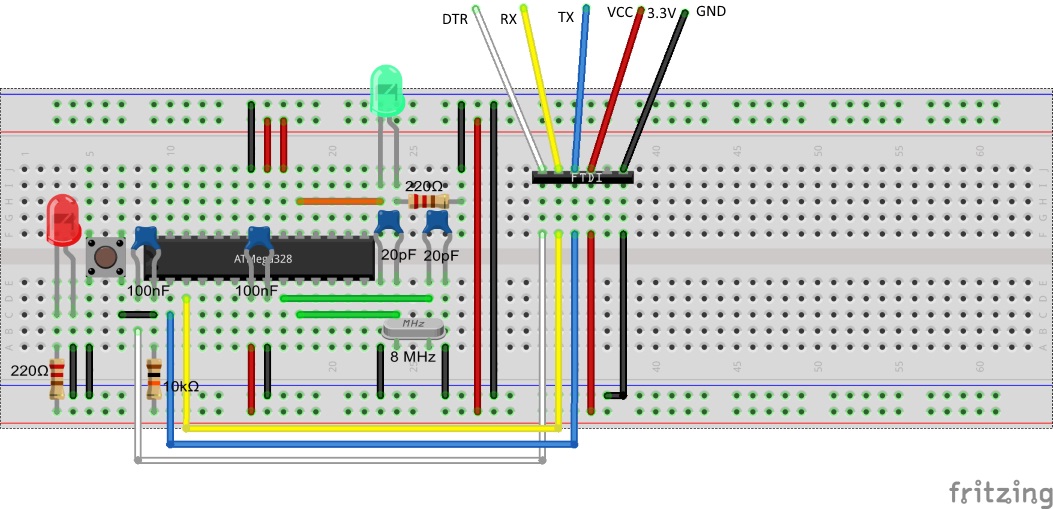 DTR RX TX VCC 3.3V GND
1 5 10 20 25 40 45 50 55 60
J
I
H
G
F
FTDI
220Ω
20pF 20pF
ATMega328
100nF 100nF
E
D
C
B
A
MHz
8 MHz
220Ω
10kΩ
25 40 45 50 55 60
fritzing